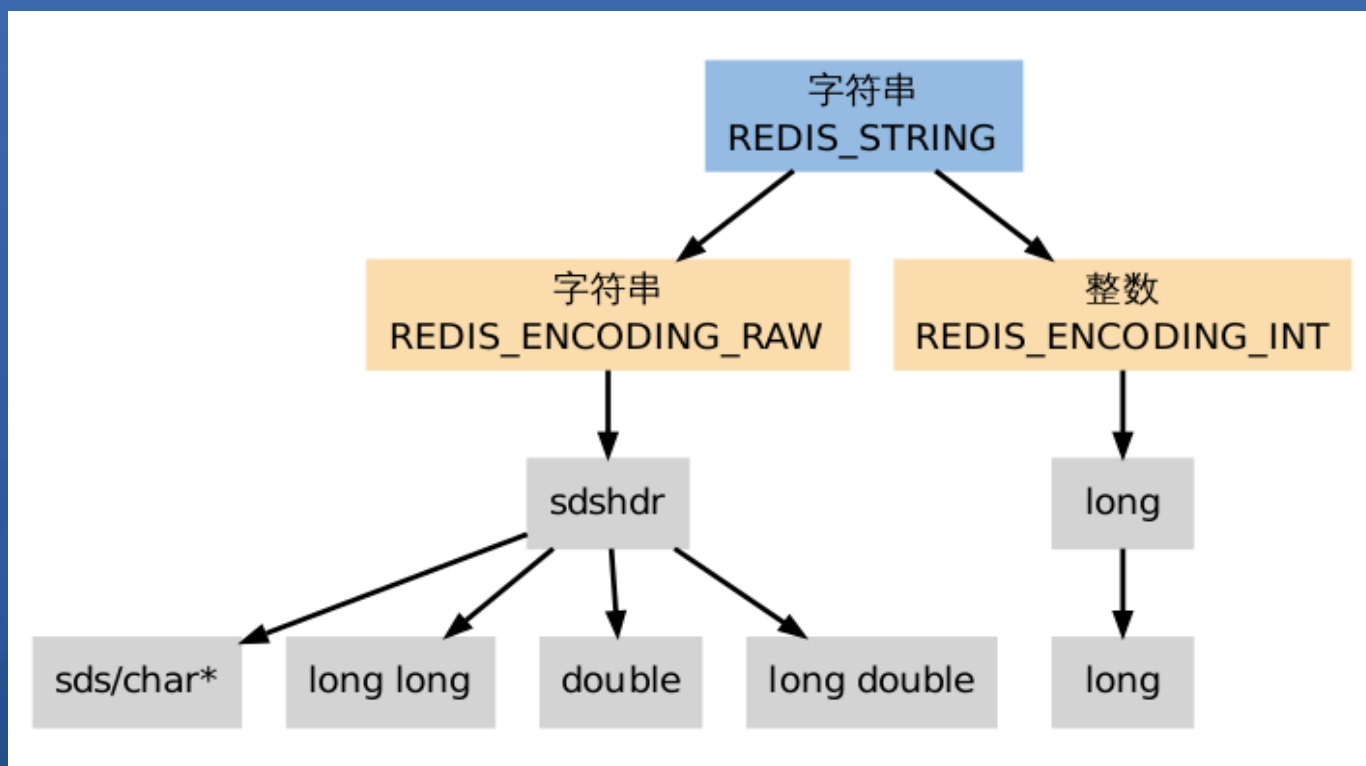 字符串
REDIS_STRING
字符串
REDIS_ENCODING_RAW
整数
REDIS_ENCODING_INT
sdshdr
long
sds/char*
long long
double
long double
long